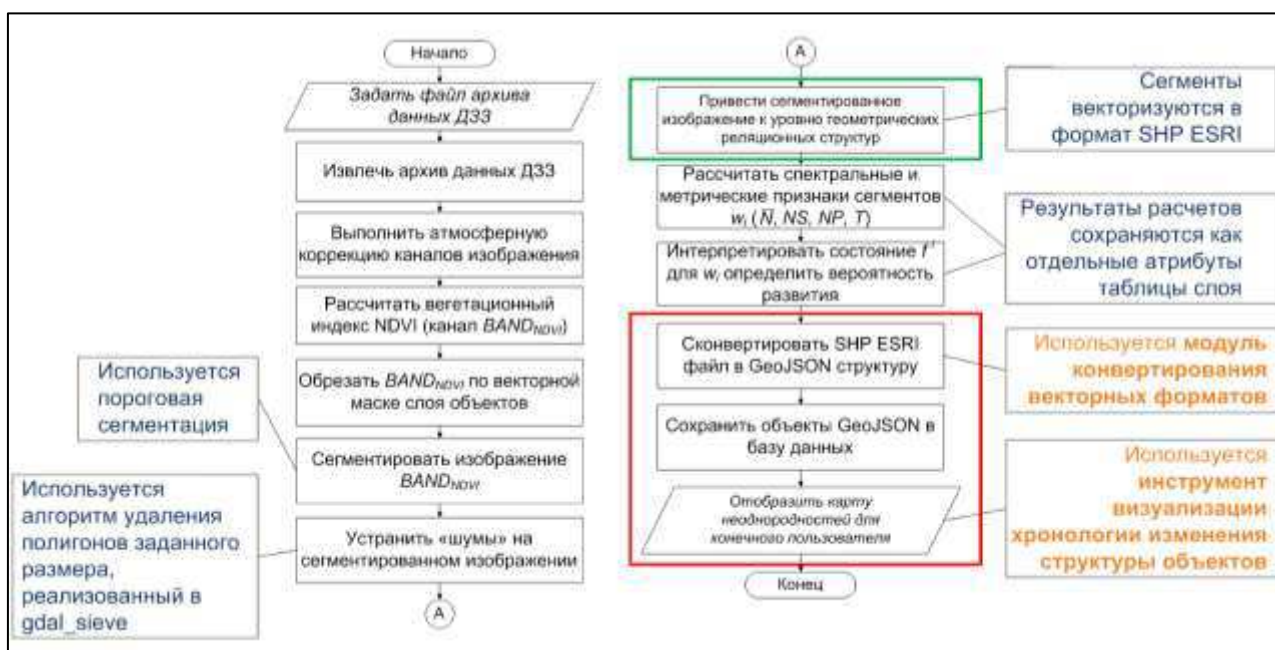 Начало
Задать файл архива
данных ДЗЗ
Извлечь архив данных ДЗЗ
Выполнить атмосферную
коррекцию каналов изображения
Рассчитать вегетационный
индекс NDVI (канал BAND_NDVI)
Обрезать BAND_NDVI по векторной
маске слоя объектов
Используется
пороговая
сегментация
Сегментировать изображение
BAND_NDVI
Используется
алгоритм удаления
полигонов заданного
размера,
реализованный в
gdal_sieve
Устранить «шумы» на
сегментированном изображении
А
А
Привести сегментированное
изображение к уровню геометрических
реляционных структур
Сегменты
векторизуются в
формат SHP ESRI
Рассчитать спектральные и
метрические признаки сегментов
wᵢ (N̅, NS, NP, T)
Интерпретировать состояние f'
для wᵢ определить вероятность
развития
Результаты расчетов
сохраняются как
отдельные атрибуты
таблицы слоя
Сконвертировать SHP ESRI
файл в GeoJSON структуру
Используется модуль
конвертирования
векторных форматов
Сохранить объекты GeoJSON в
базу данных
Отобразить карту
неоднородностей для
конечного пользователя
Используется
инструмент
визуализации
хронологии изменения
структуры объектов
Конец